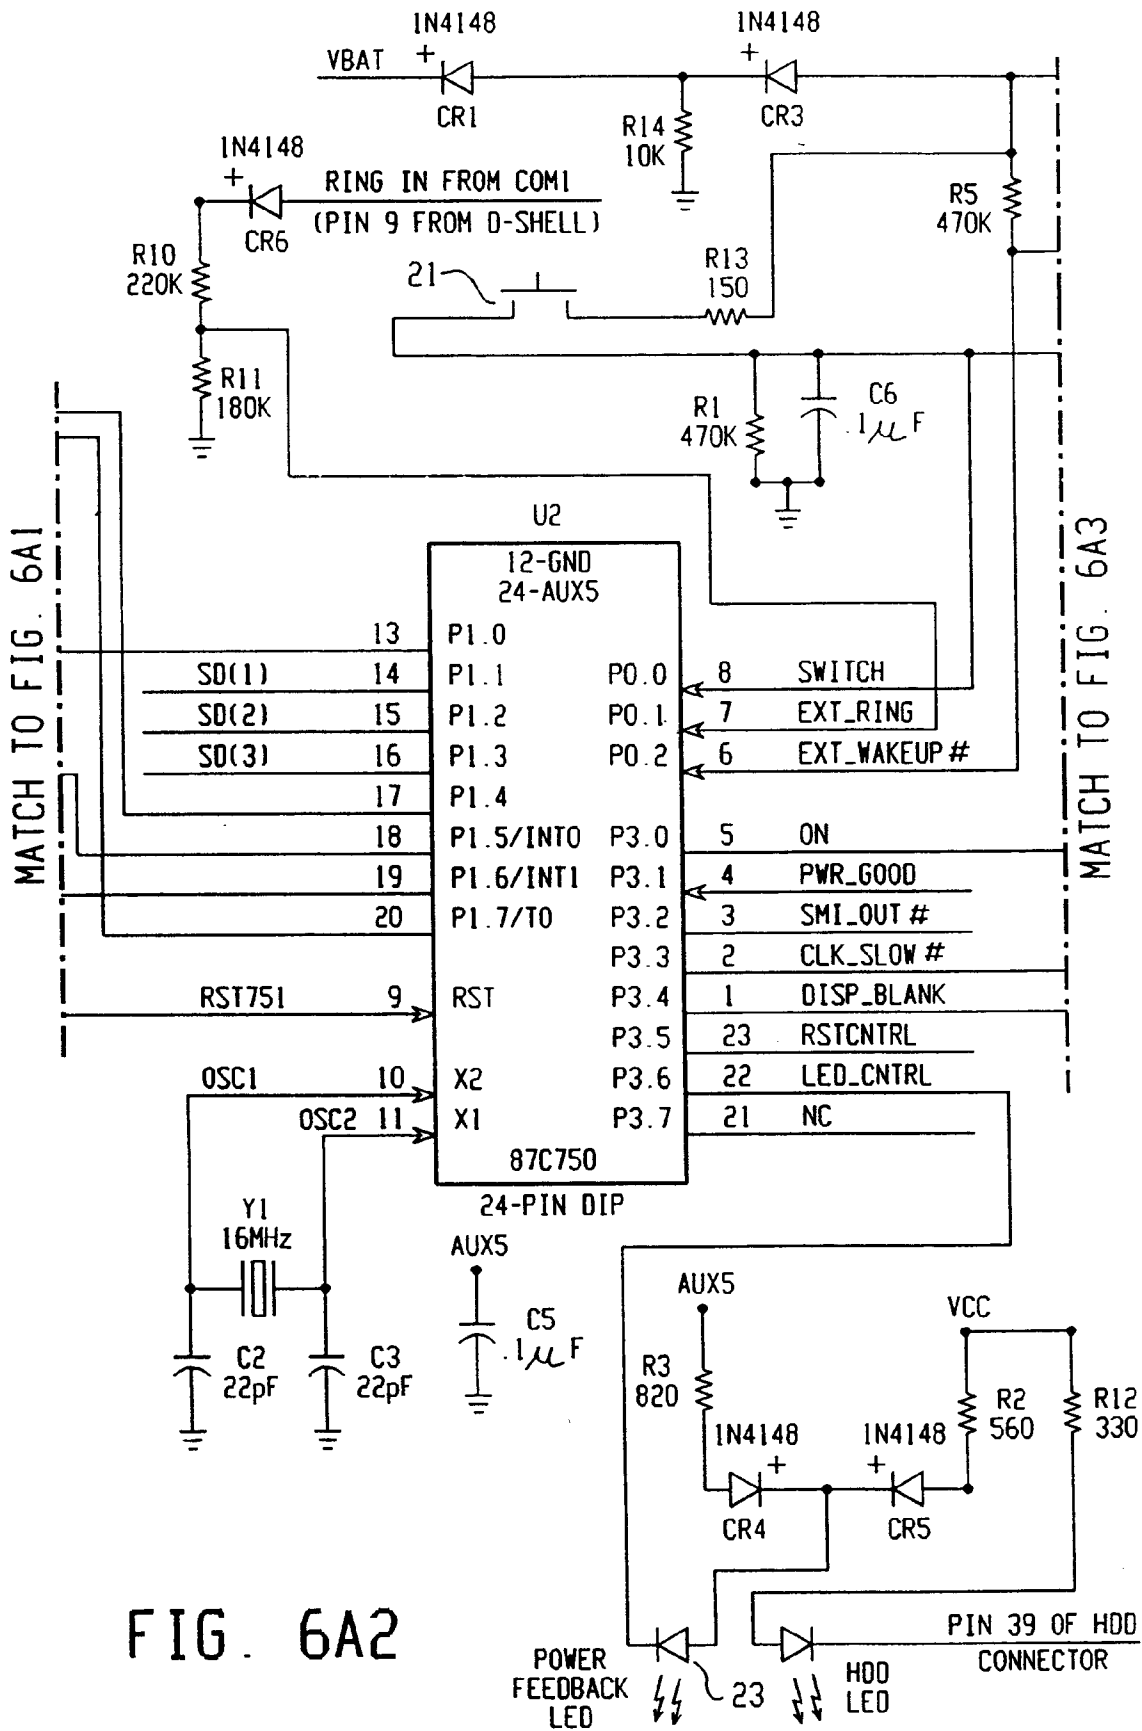 1N4148
1N4148
VBAT
+
+
CR1
CR3
R14
10K
1N4148
+
RING IN FROM COM1
(PIN 9 FROM D-SHELL)
CR6
R5
470K
R10
220K
21
R13
150
R11
180K
R1
470K
C6
.1µF
MATCH TO FIG. 6A1
MATCH TO FIG. 6A3
U2
12-GND
24-AUX5
13 P1.0
SD(1) 14 P1.1
SD(2) 15 P1.2
SD(3) 16 P1.3
17 P1.4
18 P1.5/INT0
19 P1.6/INT1
20 P1.7/T0
RST751 9 RST
OSC1 10 X2
OSC2 11 X1
P0.0 8 SWITCH
P0.1 7 EXT_RING
P0.2 6 EXT_WAKEUP#
P3.0 5 ON
P3.1 4 PWR_GOOD
P3.2 3 SMI_OUT#
P3.3 2 CLK_SLOW#
P3.4 1 DISP_BLANK
P3.5 23 RSTCNTRL
P3.6 22 LED_CNTRL
P3.7 21 NC
87C750
24-PIN DIP
Y1
16MHz
C2
22pF
C3
22pF
AUX5
C5
.1µF
AUX5
R3
820
VCC
R2
560
R12
330
1N4148
+
1N4148
+
CR4
CR5
POWER
FEEDBACK
LED
23
HDD
LED
PIN 39 OF HDD
CONNECTOR
FIG. 6A2